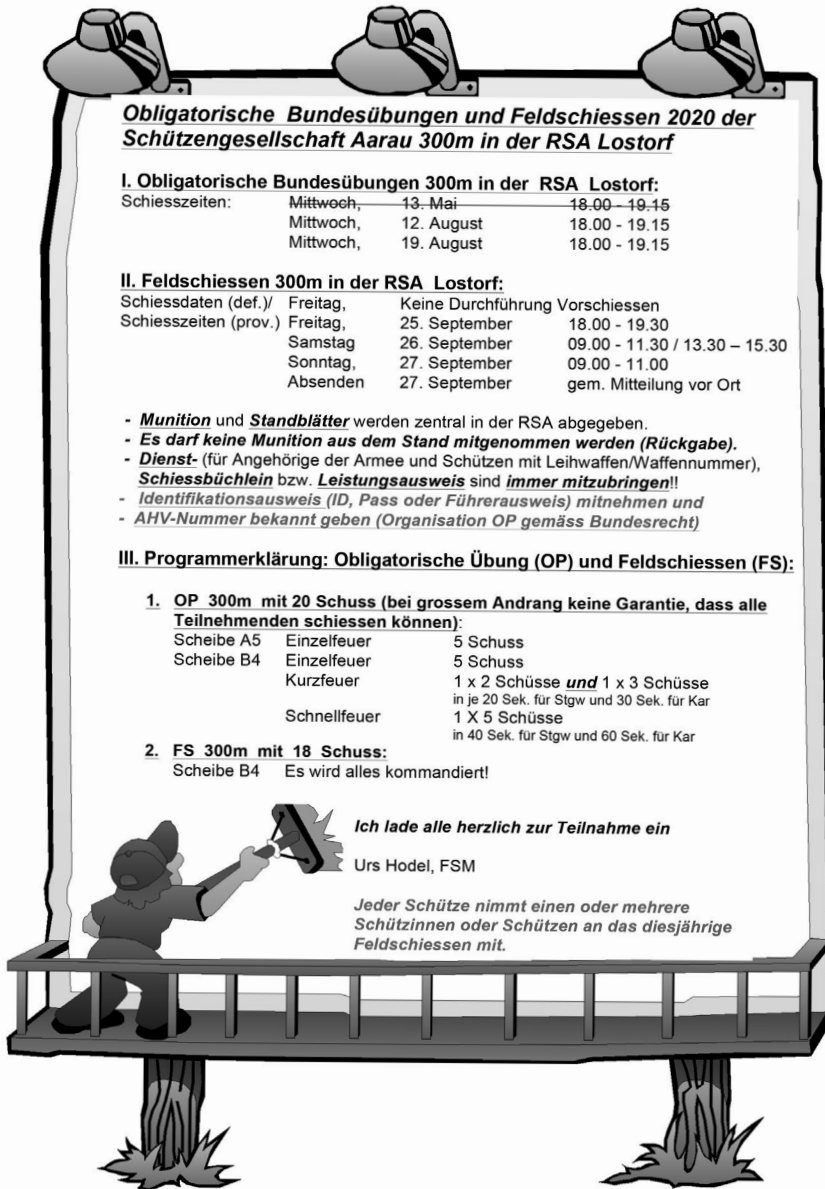 Obligatorische Bundesübungen und Feldschiessen 2020 der
Schützengesellschaft Aarau 300m in der RSA Lostorf
I. Obligatorische Bundesübungen 300m in der RSA Lostorf:
Schiesszeiten: Mittwoch, 13. Mai 18.00 - 19.15
Mittwoch, 12. August 18.00 - 19.15
Mittwoch, 19. August 18.00 - 19.15
II. Feldschiessen 300m in der RSA Lostorf:
Schiessdaten (def.)/ Freitag, Keine Durchführung Vorschiessen
Schiesszeiten (prov.) Freitag, 25. September 18.00 - 19.30
Samstag 26. September 09.00 - 11.30 / 13.30 – 15.30
Sonntag, 27. September 09.00 - 11.00
Absenden 27. September gem. Mitteilung vor Ort
- Munition und Standblätter werden zentral in der RSA abgegeben.
- Es darf keine Munition aus dem Stand mitgenommen werden (Rückgabe).
- Dienst- (für Angehörige der Armee und Schützen mit Leihwaffen/Waffennummer),
Schiessbüchlein bzw. Leistungsausweis sind immer mitzubringen!!
- Identifikationsausweis (ID, Pass oder Führerausweis) mitnehmen und
- AHV-Nummer bekannt geben (Organisation OP gemäss Bundesrecht)
III. Programmerklärung: Obligatorische Übung (OP) und Feldschiessen (FS):
1. OP 300m mit 20 Schuss (bei grossem Andrang keine Garantie, dass alle
Teilnehmenden schiessen können):
Scheibe A5 Einzelfeuer 5 Schuss
Scheibe B4 Einzelfeuer 5 Schuss
Kurzfeuer 1 x 2 Schüsse und 1 x 3 Schüsse
in je 20 Sek. für Stgw und 30 Sek. für Kar
Schnellfeuer 1 X 5 Schüsse
in 40 Sek. für Stgw und 60 Sek. für Kar
2. FS 300m mit 18 Schuss:
Scheibe B4 Es wird alles kommandiert!
Ich lade alle herzlich zur Teilnahme ein
Urs Hodel, FSM
Jeder Schütze nimmt einen oder mehrere
Schützinnen oder Schützen an das diesjährige
Feldschiessen mit.